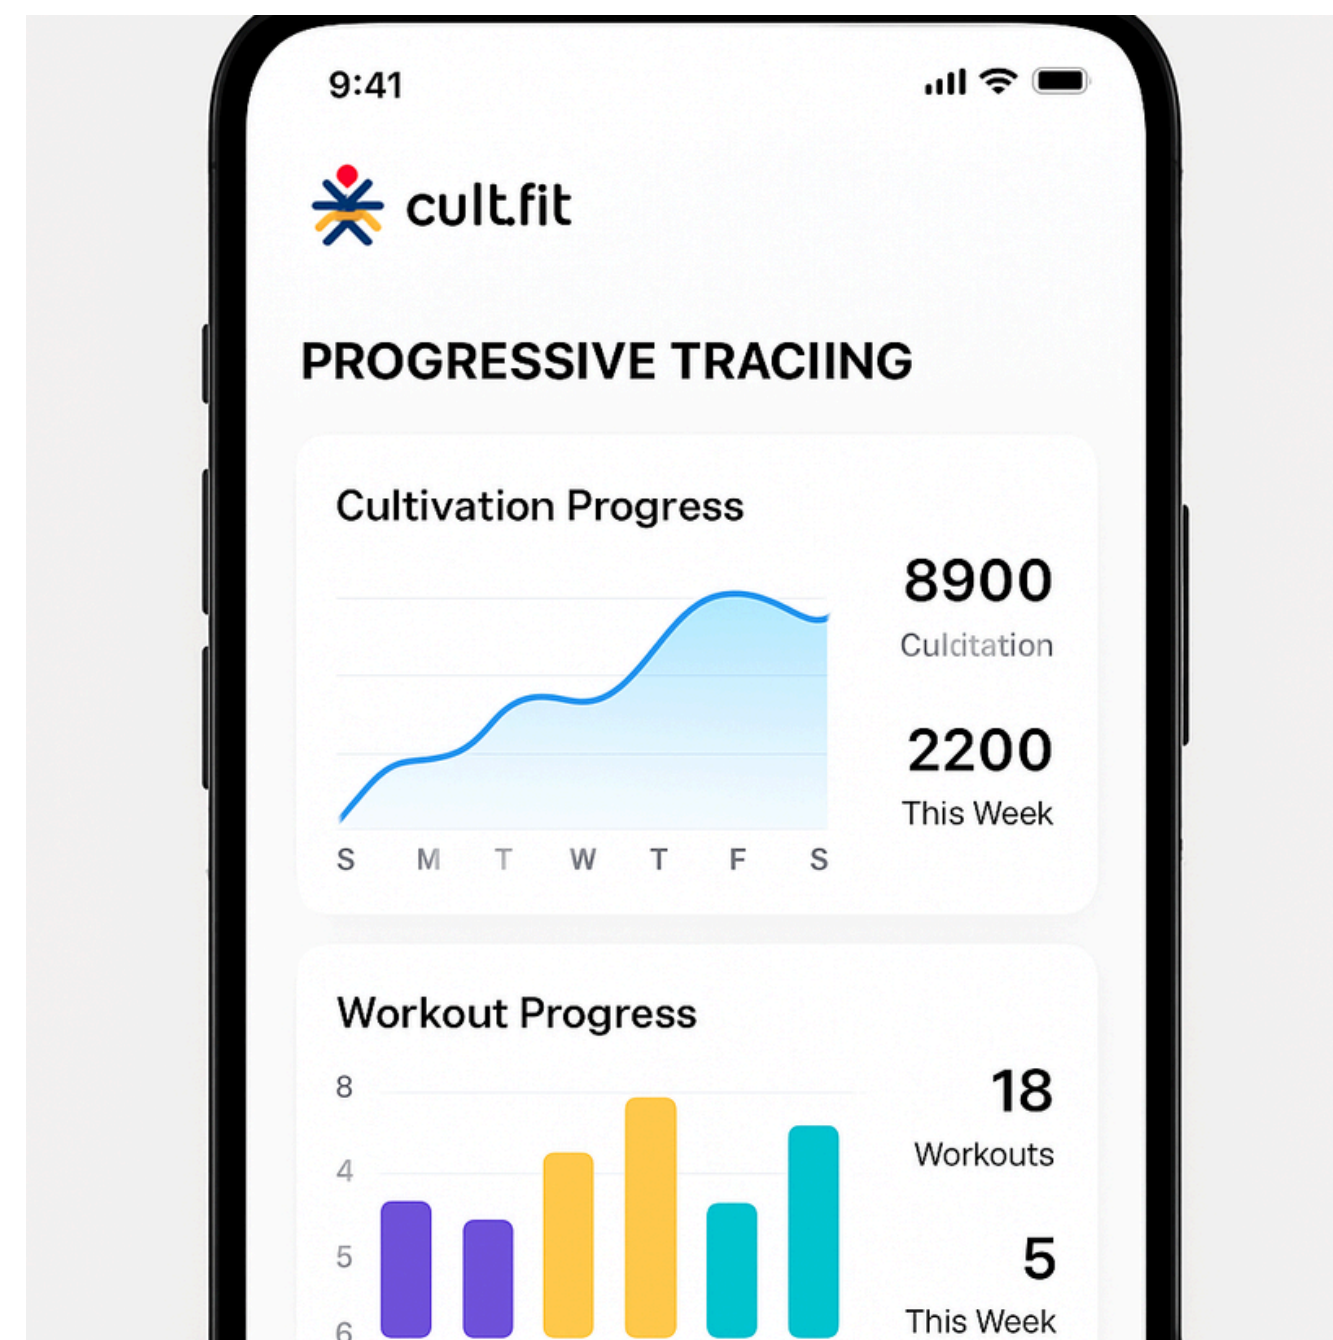 9:41
cult.fit
PROGRESSIVE TRACIING
Cultivation Progress
8900
Culcitation
2200
This Week
S M T W T F S
Workout Progress
8
4
5
6
18
Workouts
5
This Week